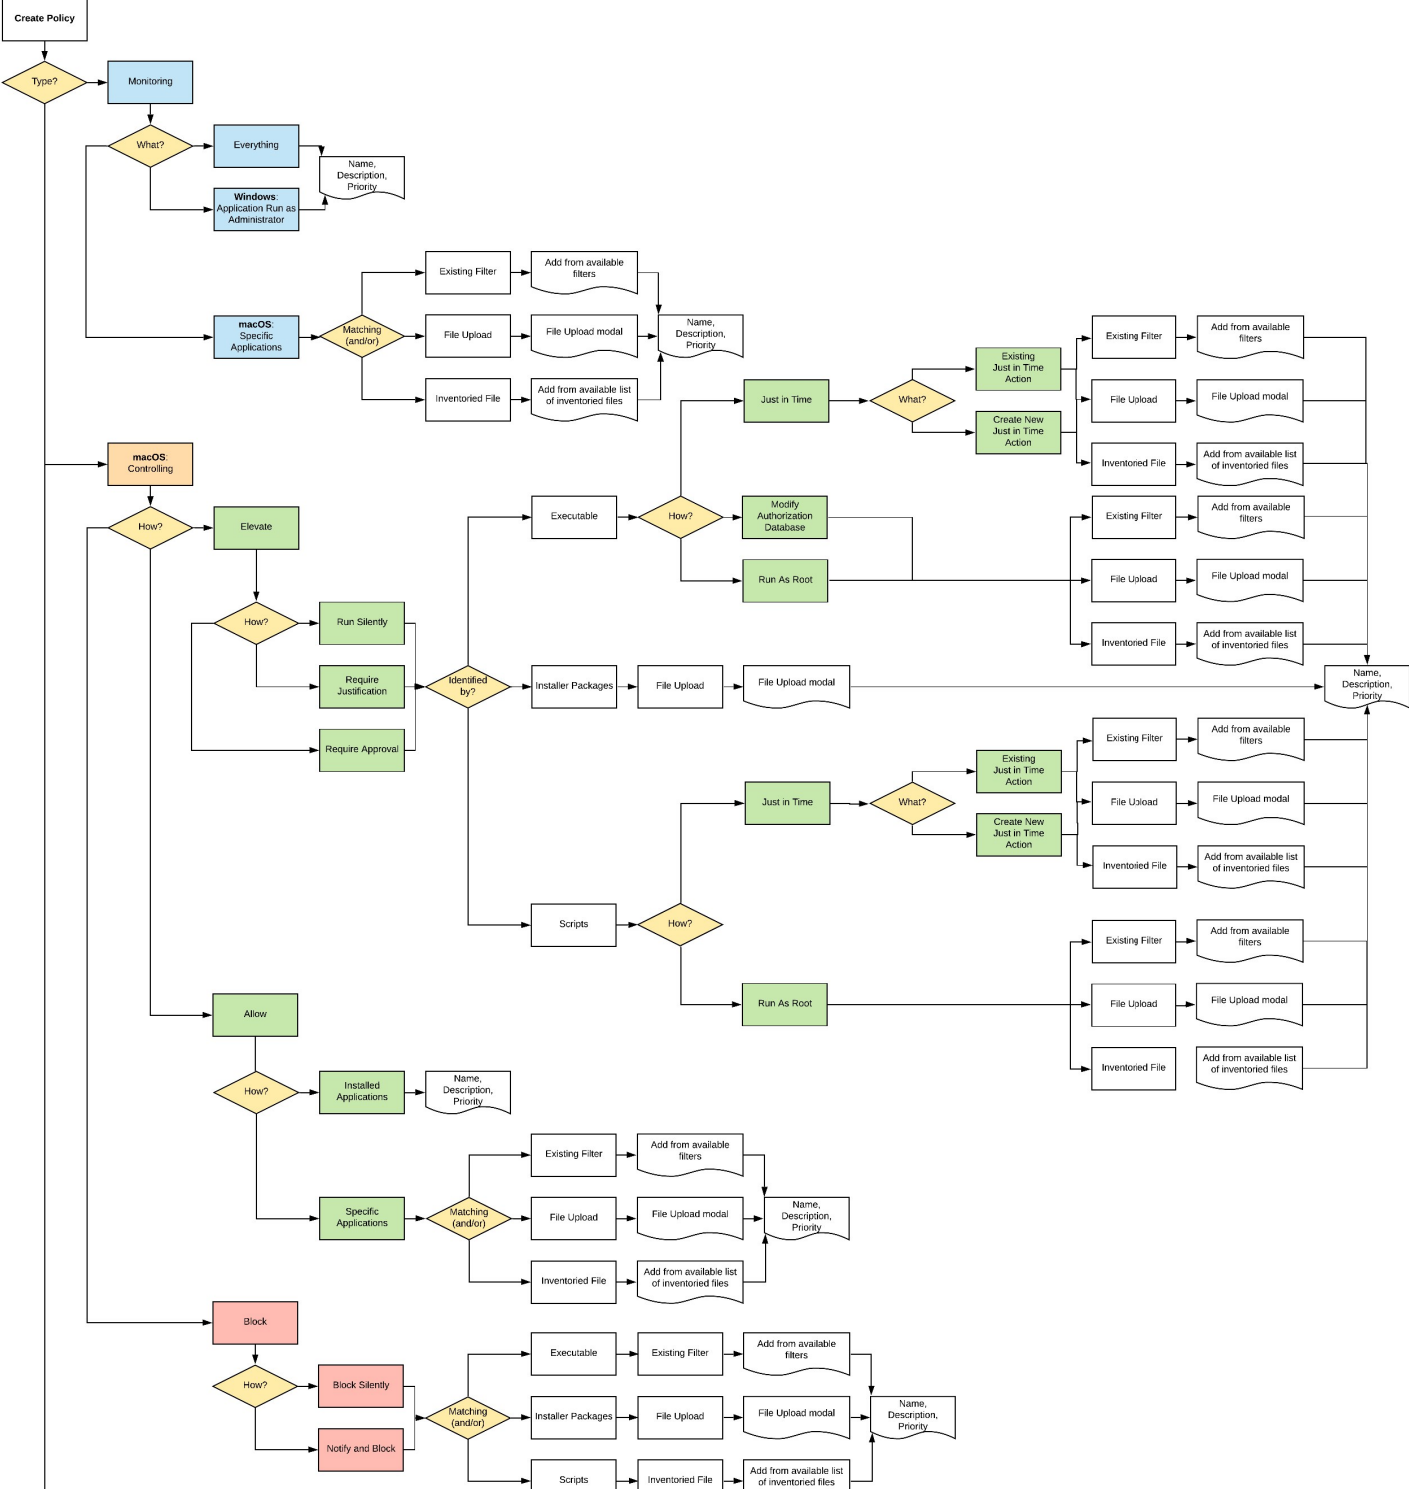 Create Policy
Type?
Monitoring
What?
Everything
Name,
Description,
Priority
Windows:
Application Run as
Administrator
macOS:
Specific
Applications
Matching
(and/or)
Existing Filter
Add from available
filters
File Upload
File Upload modal
Name,
Description,
Priority
Inventoried File
Add from available list
of inventoried files
macOS:
Controlling
How?
Elevate
How?
Run Silently
Require
Justification
Require Approval
Identified
by?
Executable
How?
Just in Time
What?
Existing
Just in Time
Action
Create New
Just in Time
Action
Existing Filter
Add from available
filters
File Upload
File Upload modal
Inventoried File
Add from available list
of inventoried files
Modify
Authorization
Database
Run As Root
Existing Filter
Add from available
filters
File Upload
File Upload modal
Inventoried File
Add from available list
of inventoried files
Installer Packages
File Upload
File Upload modal
Name,
Description,
Priority
Scripts
How?
Just in Time
What?
Existing
Just in Time
Action
Create New
Just in Time
Action
Existing Filter
Add from available
filters
File Upload
File Upload modal
Inventoried File
Add from available list
of inventoried files
Run As Root
Existing Filter
Add from available
filters
File Upload
File Upload modal
Inventoried File
Add from available list
of inventoried files
Allow
How?
Installed
Applications
Name,
Description,
Priority
Specific
Applications
Matching
(and/or)
Existing Filter
Add from available
filters
File Upload
File Upload modal
Name,
Description,
Priority
Inventoried File
Add from available list
of inventoried files
Block
How?
Block Silently
Notify and Block
Matching
(and/or)
Executable
Existing Filter
Add from available
filters
Installer Packages
File Upload
File Upload modal
Name,
Description,
Priority
Scripts
Inventoried File
Add from available list
of inventoried files